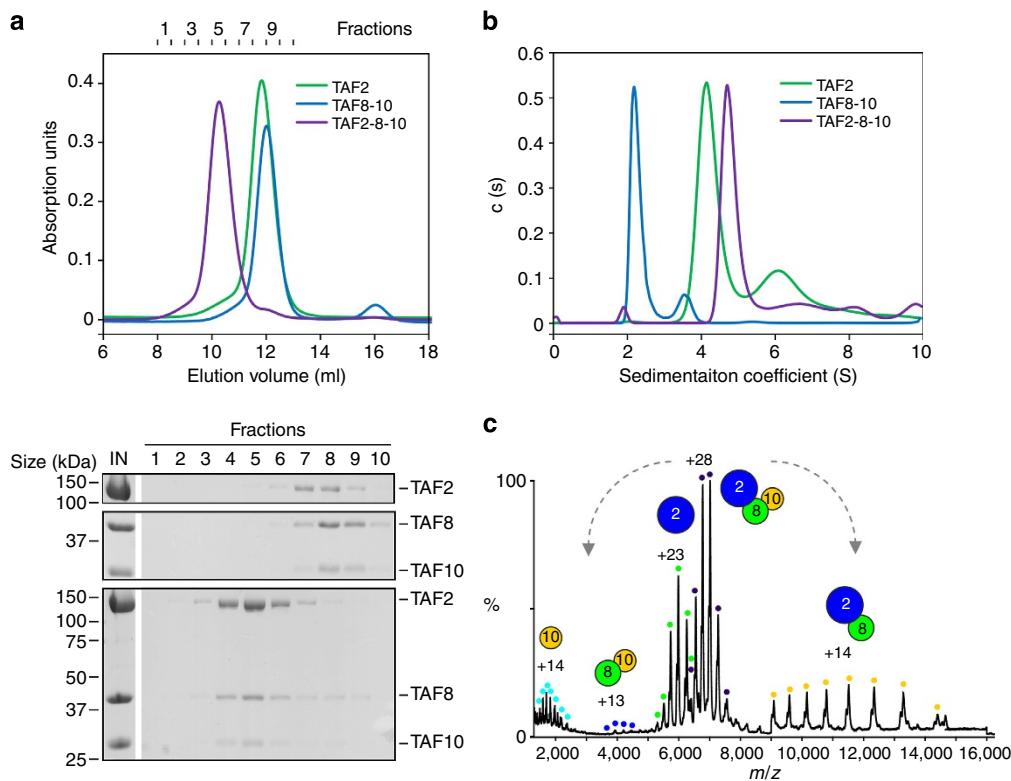 a
1 3 5 7 9 Fractions
0.4
0.3
0.2
0.1
0
Absorption units
TAF2
TAF8-10
TAF2-8-10
6 8 10 12 14 16 18
Elution volume (ml)
Fractions
Size (kDa) IN 1 2 3 4 5 6 7 8 9 10
150
100
TAF2
37
TAF8
TAF10
150
100
75
50
37
25
TAF2
TAF8
TAF10
b
0.6
0.5
0.4
0.3
0.2
0.1
0
c (s)
TAF2
TAF8-10
TAF2-8-10
0 2 4 6 8 10
Sedimentaiton coefficient (S)
c
100
%
0
+28
2
2
8
10
+23
10
+14
8
10
+13
2
8
+14
2,000 4,000 6,000 8,000 10,000 12,000 14,000 16,000
m/z